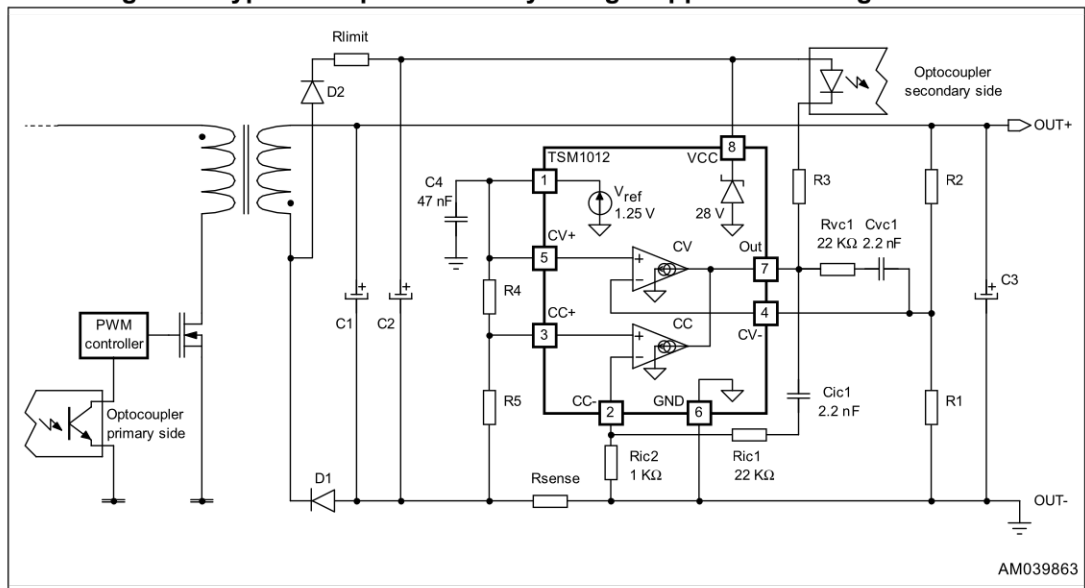 Rlimit
D2
Optocoupler
secondary side
OUT+
TSM1012
VCC
8
C4
47 nF
1
Vref
1.25 V
28 V
R3
R2
CV+
5
CV
Out
7
Rvc1
22 KΩ
Cvc1
2.2 nF
R4
4
CV-
C3
PWM
controller
C1
C2
CC+
3
CC
R5
CC-
2
GND
6
Cic1
2.2 nF
R1
Optocoupler
primary side
D1
Rsense
Ric2
1 KΩ
Ric1
22 KΩ
OUT-
AM039863